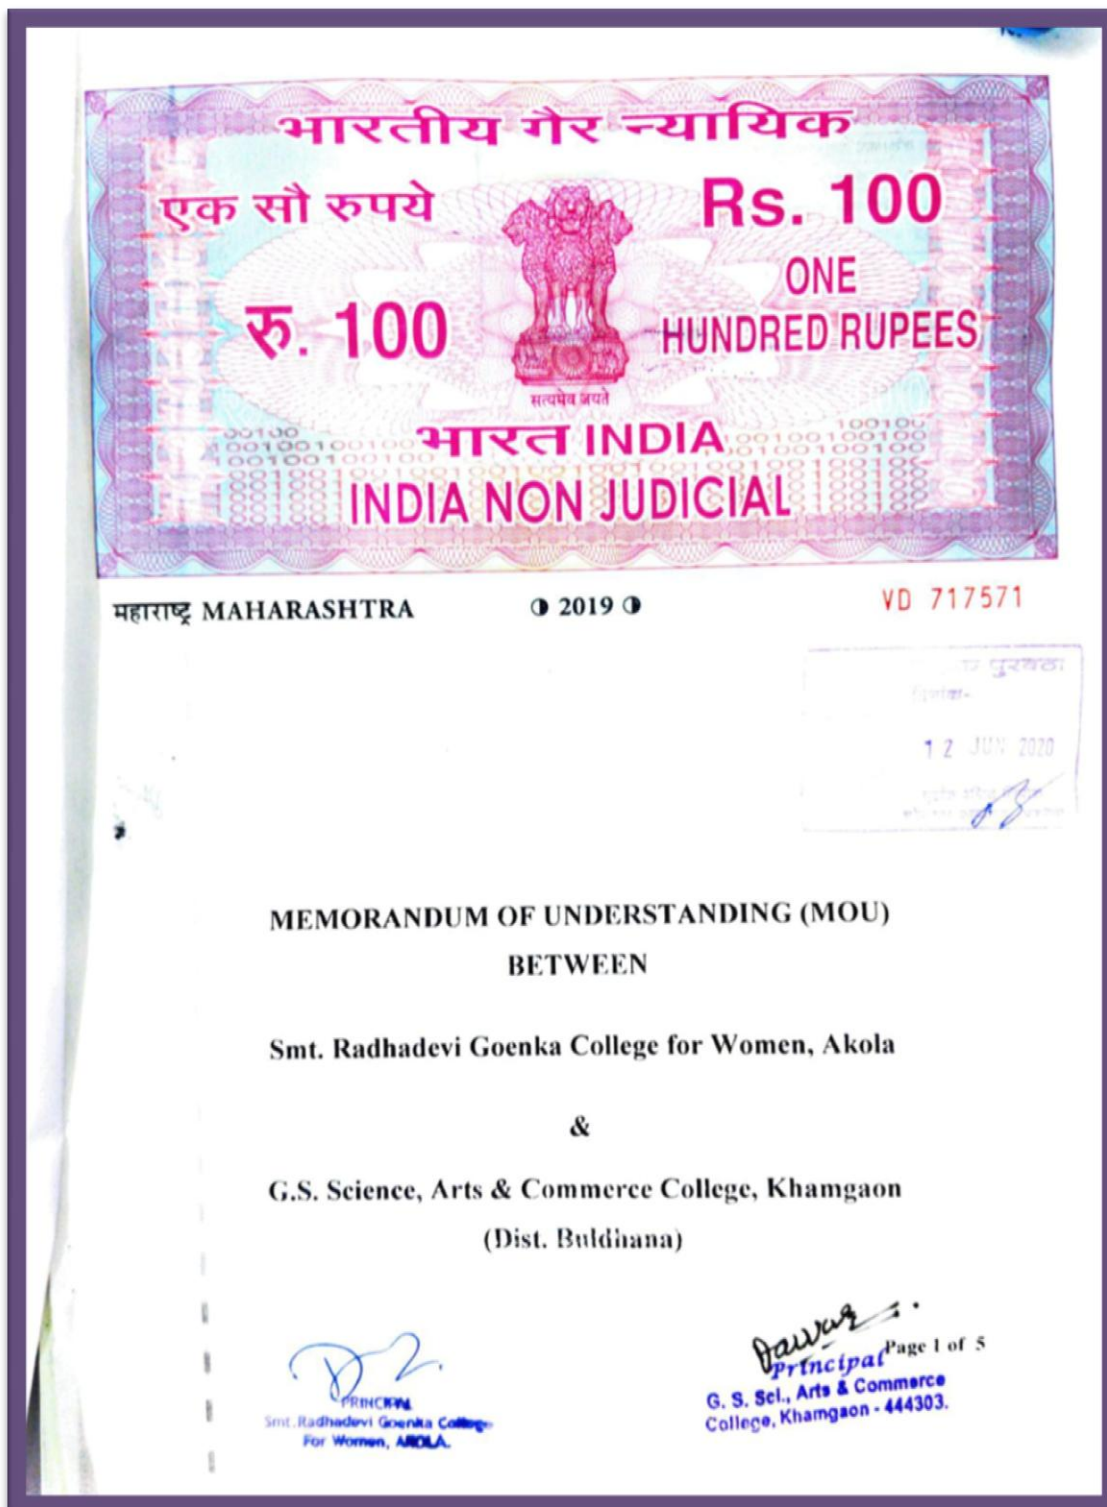 भारतीय गैर न्यायिक
एक सौ रुपये
Rs. 100
रु. 100
ONE
HUNDRED RUPEES
सत्यमेव जयते
भारत INDIA
INDIA NON JUDICIAL
महाराष्ट्र MAHARASHTRA
2019
VD 717571
12 JUN 2020
MEMORANDUM OF UNDERSTANDING (MOU)
BETWEEN
Smt. Radhadevi Goenka College for Women, Akola
&
G.S. Science, Arts & Commerce College, Khamgaon
(Dist. Buldhana)
PRINCIPAL
Smt. Radhadevi Goenka College
For Women, AKOLA.
Page 1 of 5
Principal
G. S. Sci., Arts & Commerce
College, Khamgaon - 444303.